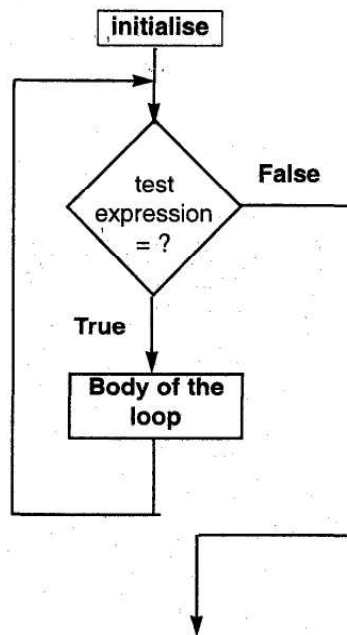 initialise
test
expression
= ?
False
True
Body of the
loop